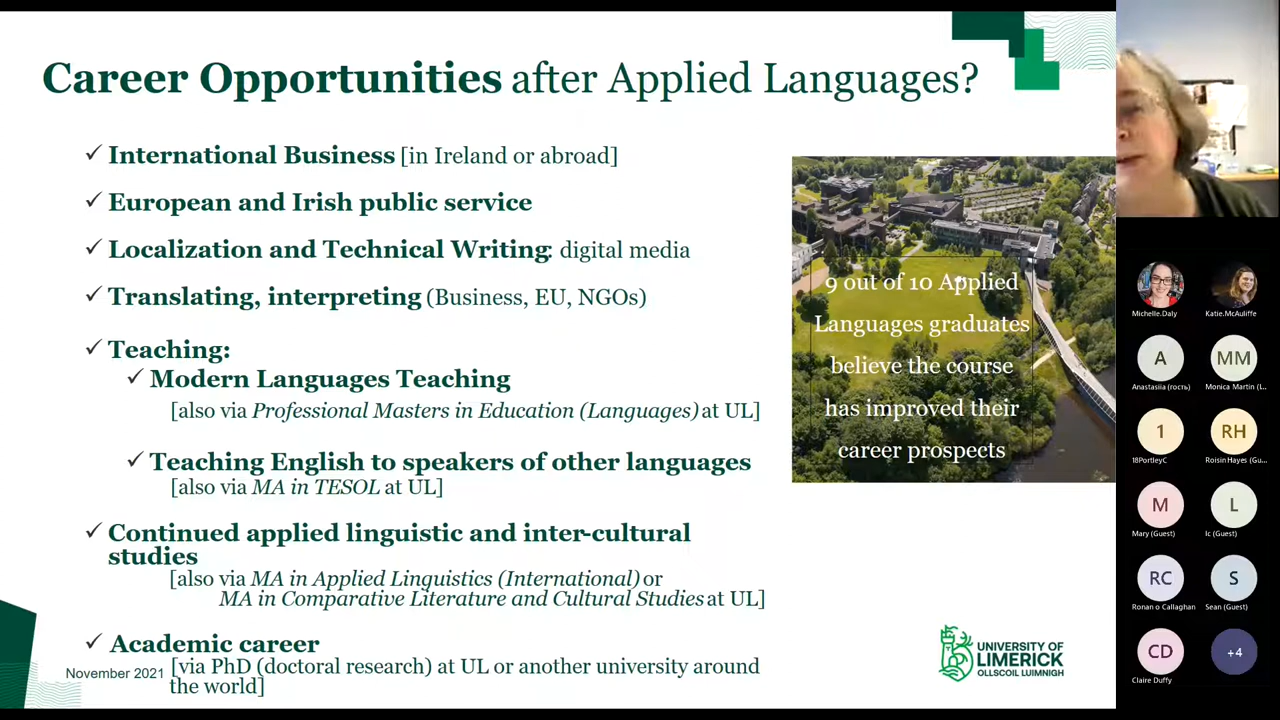 Career Opportunities after Applied Languages?
✓ International Business [in Ireland or abroad]
✓ European and Irish public service
✓ Localization and Technical Writing: digital media
✓ Translating, interpreting (Business, EU, NGOs)
✓ Teaching:
✓ Modern Languages Teaching
[also via Professional Masters in Education (Languages) at UL]
✓ Teaching English to speakers of other languages
[also via MA in TESOL at UL]
✓ Continued applied linguistic and inter-cultural
studies
[also via MA in Applied Linguistics (International) or
MA in Comparative Literature and Cultural Studies at UL]
✓ Academic career
[via PhD (doctoral research) at UL or another university around
the world]
November 2021
9 out of 10 Applied
Languages graduates
believe the course
has improved their
career prospects
UNIVERSITY OF
LIMERICK
OLLSCOIL LUIMNIGH
Michelle.Daly
Katie.McAuliffe
A
MM
Anastasiia (гость)
Monica Martin (L...
1
RH
18PortleyC
RoisinHayes (Gu...
M
L
Mary (Guest)
lc (Guest)
RC
S
Ronan o Callaghan
Sean (Guest)
CD
+4
Claire Duffy